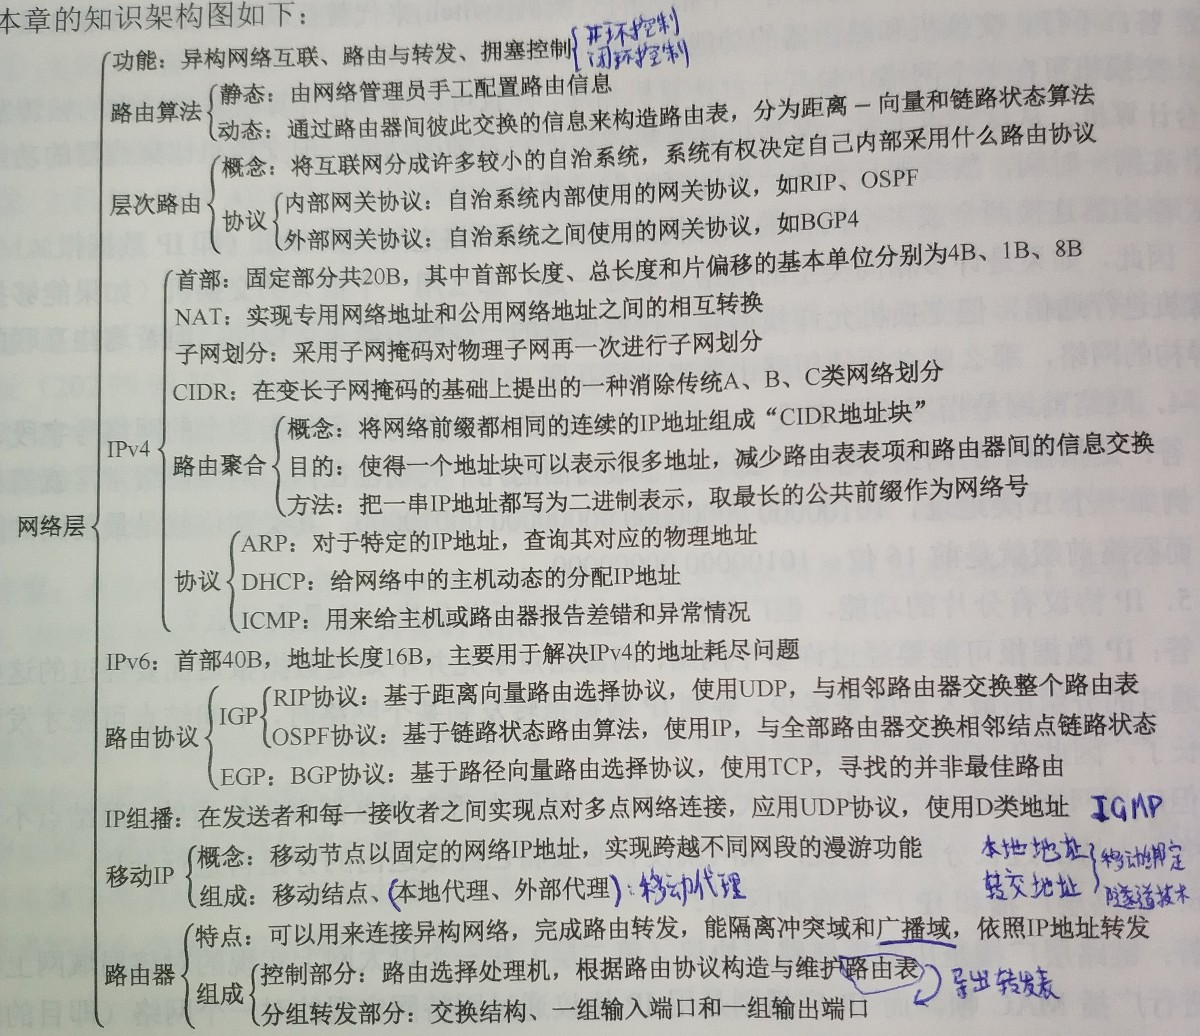 本章的知识架构图如下：
功能：异构网络互联、路由与转发、拥塞控制 开环控制
闭环控制
路由算法
静态：由网络管理员手工配置路由信息
动态：通过路由器间彼此交换的信息来构造路由表，分为距离－向量和链路状态算法
层次路由
概念：将互联网分成许多较小的自治系统，系统有权决定自己内部采用什么路由协议
协议
内部网关协议：自治系统内部使用的网关协议，如RIP、OSPF
外部网关协议：自治系统之间使用的网关协议，如BGP4
网络层
IPv4
首部：固定部分共20B，其中首部长度、总长度和片偏移的基本单位分别为4B、1B、8B
NAT：实现专用网络地址和公用网络地址之间的相互转换
子网划分：采用子网掩码对物理子网再一次进行子网划分
CIDR：在变长子网掩码的基础上提出的一种消除传统A、B、C类网络划分
路由聚合
概念：将网络前缀都相同的连续的IP地址组成“CIDR地址块”
目的：使得一个地址块可以表示很多地址，减少路由表表项和路由器间的信息交换
方法：把一串IP地址都写为二进制表示，取最长的公共前缀作为网络号
协议
ARP：对于特定的IP地址，查询其对应的物理地址
DHCP：给网络中的主机动态的分配IP地址
ICMP：用来给主机或路由器报告差错和异常情况
IPv6：首部40B，地址长度16B，主要用于解决IPv4的地址耗尽问题
路由协议
IGP
RIP协议：基于距离向量路由选择协议，使用UDP，与相邻路由器交换整个路由表
OSPF协议：基于链路状态路由算法，使用IP，与全部路由器交换相邻结点链路状态
EGP：BGP协议：基于路径向量路由选择协议，使用TCP，寻找的并非最佳路由
IP组播：在发送者和每一接收者之间实现点对多点网络连接，应用UDP协议，使用D类地址 IGMP
移动IP
概念：移动节点以固定的网络IP地址，实现跨越不同网段的漫游功能
组成：移动结点、(本地代理、外部代理)：移动代理
本地地址
转交地址
移动绑定
隧道技术
路由器
特点：可以用来连接异构网络，完成路由转发，能隔离冲突域和广播域，依照IP地址转发
组成
控制部分：路由选择处理机，根据路由协议构造与维护路由表 导出转发表
分组转发部分：交换结构、一组输入端口和一组输出端口